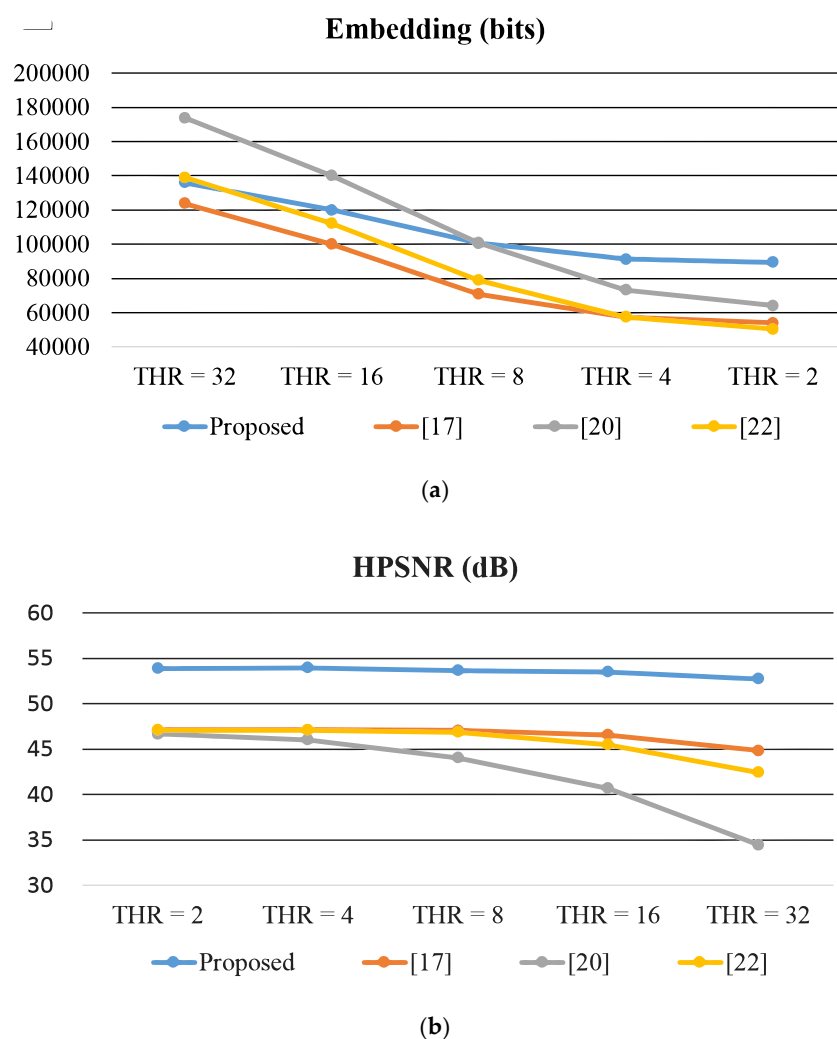 Embedding (bits)
200000
180000
160000
140000
120000
100000
80000
60000
40000
THR = 32 THR = 16 THR = 8 THR = 4 THR = 2
Proposed [17] [20] [22]
(a)
HPSNR (dB)
60
55
50
45
40
35
30
THR = 2 THR = 4 THR = 8 THR = 16 THR = 32
Proposed [17] [20] [22]
(b)